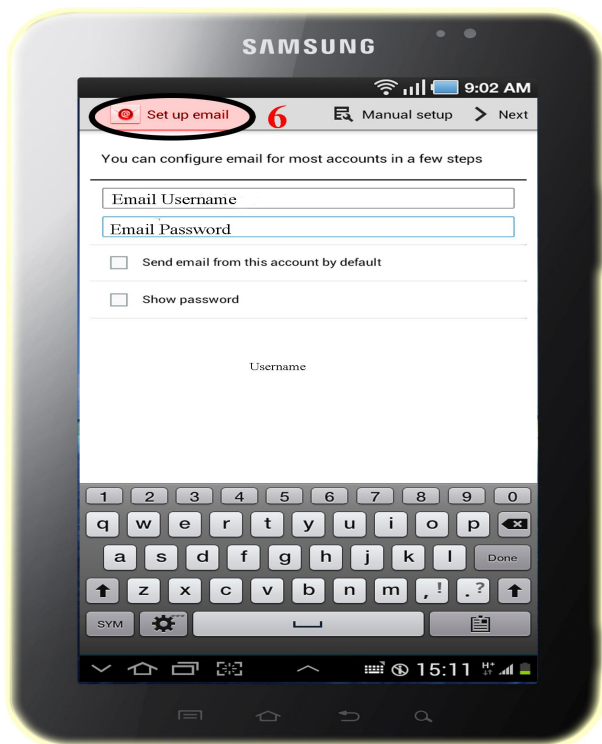 SAMSUNG
9:02 AM
Set up email 6 Manual setup Next
You can configure email for most accounts in a few steps
Email Username
Email Password
Send email from this account by default
Show password
Username
1 2 3 4 5 6 7 8 9 0
q w e r t y u i o p
a s d f g h j k l Done
z x c v b n m , ! . ?
SYM
15:11 H+